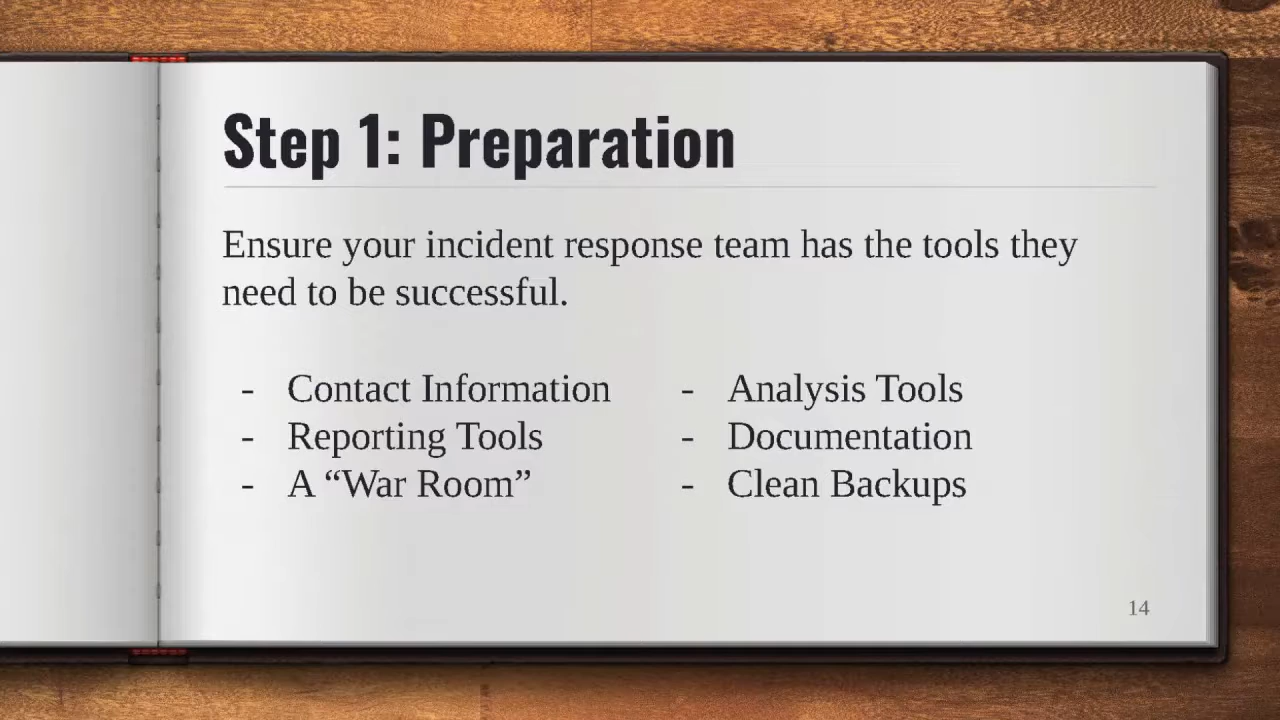 Step 1: Preparation
Ensure your incident response team has the tools they
need to be successful.
- Contact Information
- Reporting Tools
- A “War Room”
- Analysis Tools
- Documentation
- Clean Backups
14